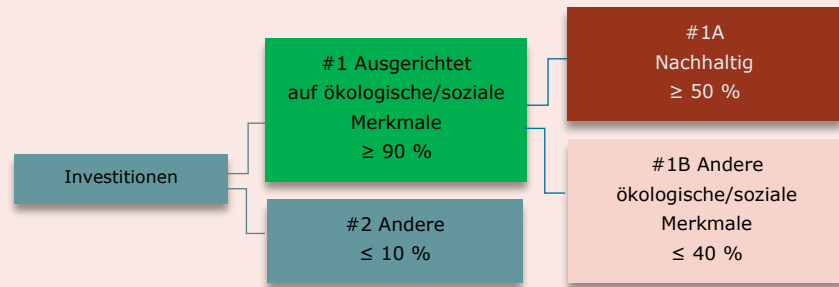 Investitionen
#1 Ausgerichtet
auf ökologische/soziale
Merkmale
≥ 90 %
#2 Andere
≤ 10 %
#1A
Nachhaltig
≥ 50 %
#1B Andere
ökologische/soziale
Merkmale
≤ 40 %